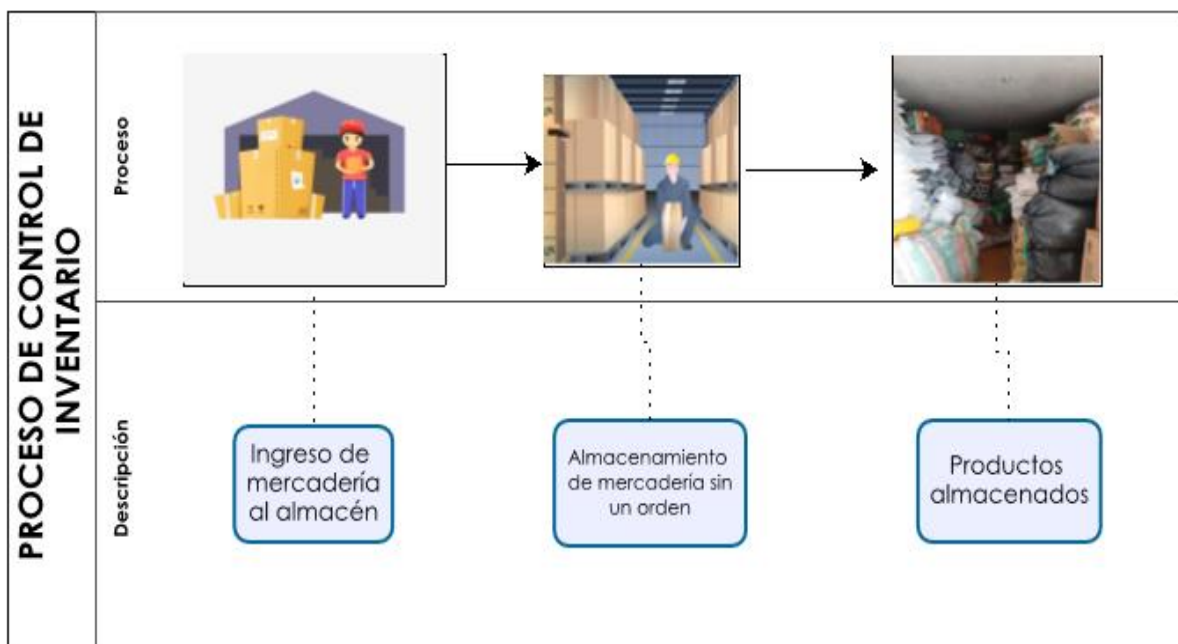 PROCESO DE CONTROL DE
INVENTARIO
Proceso
Descripción
Ingreso de
mercadería
al almacén
Almacenamiento
de mercadería sin
un orden
Productos
almacenados